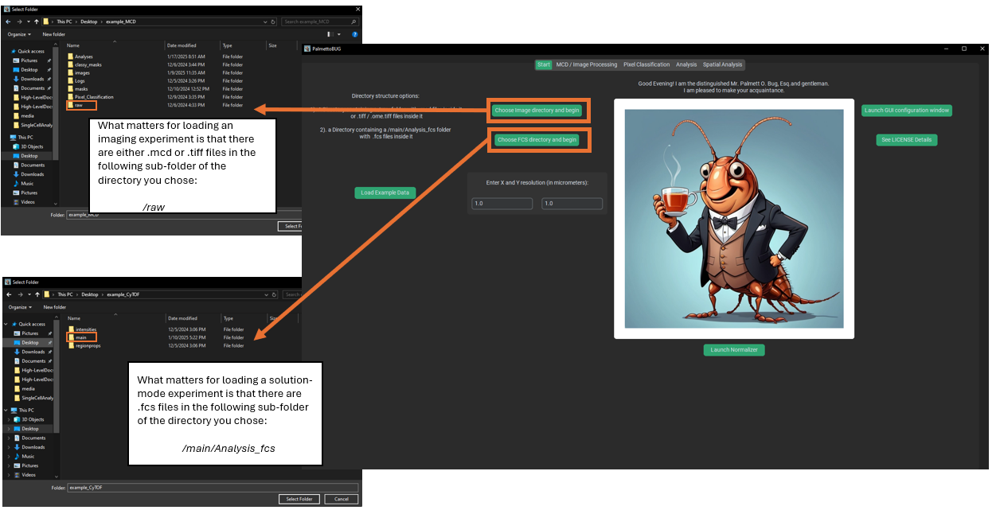 Select Folder
This PC › Desktop › example_MCD
Search example_MCD
Organize
New folder
Name
Date modified
Type
Size
Quick access
Pictures
Desktop
Downloads
Documents
High-LevelDoc
High-LevelDoc
media
SingleCellAnaly
This PC
3D Objects
Desktop
Documents
Downloads
Music
Pictures
Videos
Analyses 1/17/2025 8:51 AM File folder
classy_masks 12/6/2024 3:44 PM File folder
images 1/9/2025 11:35 AM File folder
Logs 12/5/2024 3:26 PM File folder
masks 12/10/2024 12:52 PM File folder
Pixel_Classification 12/9/2024 3:35 PM File folder
raw 12/6/2024 4:33 PM File folder
What matters for loading an
imaging experiment is that there
are either .mcd or .tiff files in the
following sub-folder of the
directory you chose:
/raw
Folder: example_MCD
Select F
PalmettoBUG
Start
MCD / Image Processing
Pixel Classification
Analysis
Spatial Analysis
Good Evening! I am the distinguished Mr. Palmett O. Bug, Esq and gentleman.
I am pleased to make your acquaintance.
Directory structure options:
or .tiff / .ome.tiff files inside it
2). a Directory containing a /main/Analysis_fcs folder
with .fcs files inside it
Choose Image directory and begin
Choose FCS directory and begin
Load Example Data
Enter X and Y resolution (in micrometers):
1.0
1.0
Launch GUI configuration window
See LICENSE Details
Launch Normalizer
Select Folder
This PC › Desktop › example_CyTOF
Search
Organize
New folder
Name
Date modified
Type
Size
Quick access
Pictures
Desktop
Downloads
Documents
High-LevelDoc
High-LevelDoc
media
SingleCellAnaly
This PC
3D Objects
Desktop
Documents
Downloads
Music
Pictures
Videos
intensities 12/5/2024 3:06 PM File folder
main 1/10/2025 5:22 PM File folder
regionprops 12/5/2024 3:06 PM File folder
What matters for loading a solution-
mode experiment is that there are
.fcs files in the following sub-folder
of the directory you chose:
/main/Analysis_fcs
Folder: example_CyTOF
Select Folder
Cancel